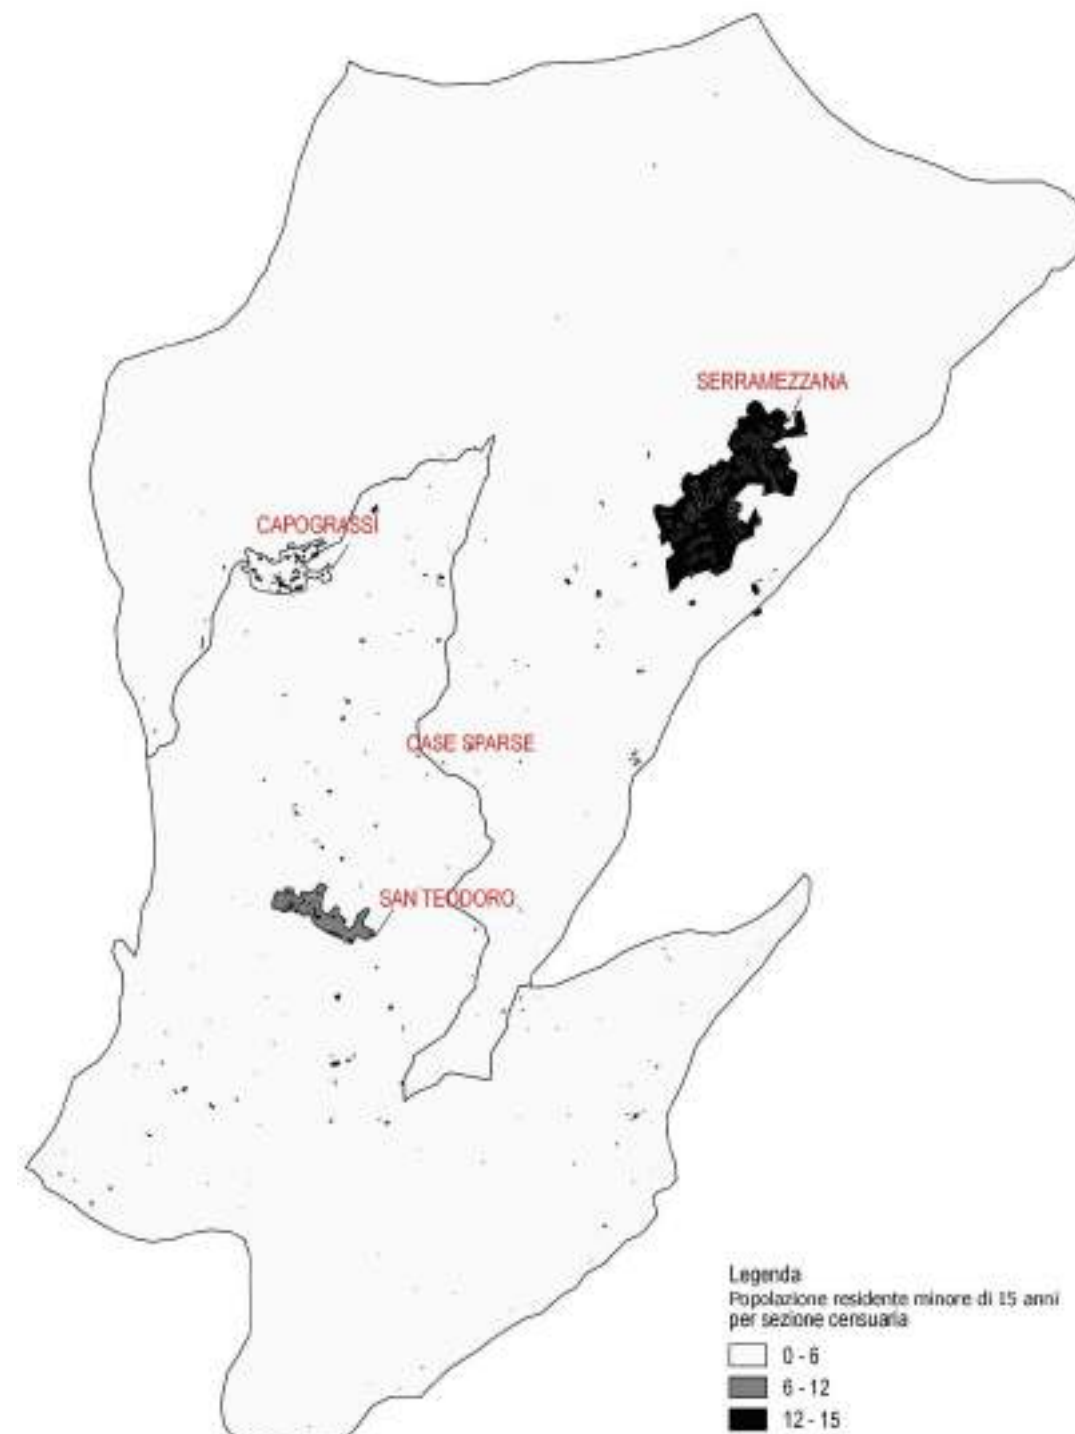 SERRAMEZZANA
CAPOGRASSI
CASE SPARSE
SAN TEODORO
Legenda
Popolazione residente minore di 15 anni
per sezione censuaria
0 - 6
6 - 12
12 - 15